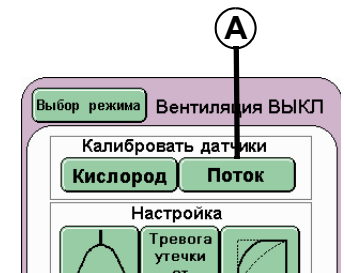 A
Выбор режима Вентиляция ВЫКЛ
Калибровать датчики
Кислород Поток
Настройка
Тревога
утечки
от